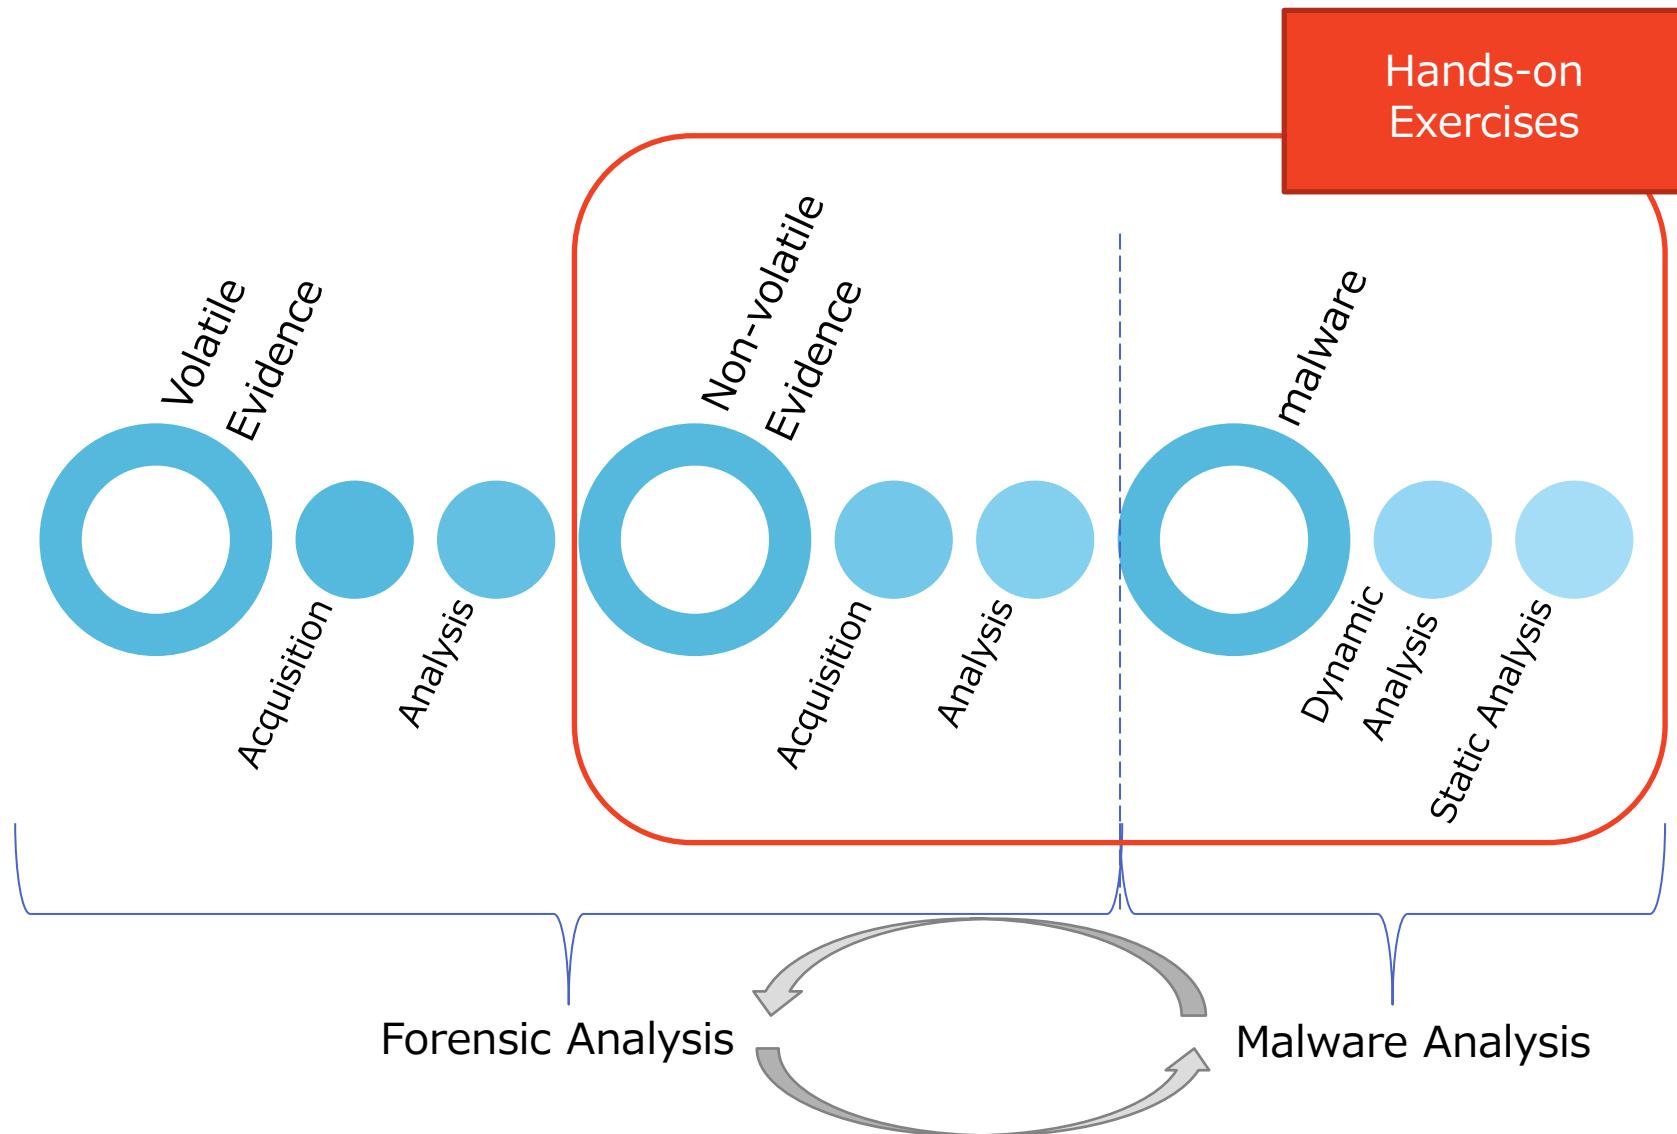 Hands-on
Exercises
Volatile
Evidence
Acquisition
Analysis
Non-volatile
Evidence
Acquisition
Analysis
malware
Dynamic
Analysis
Static Analysis
Forensic Analysis
Malware Analysis